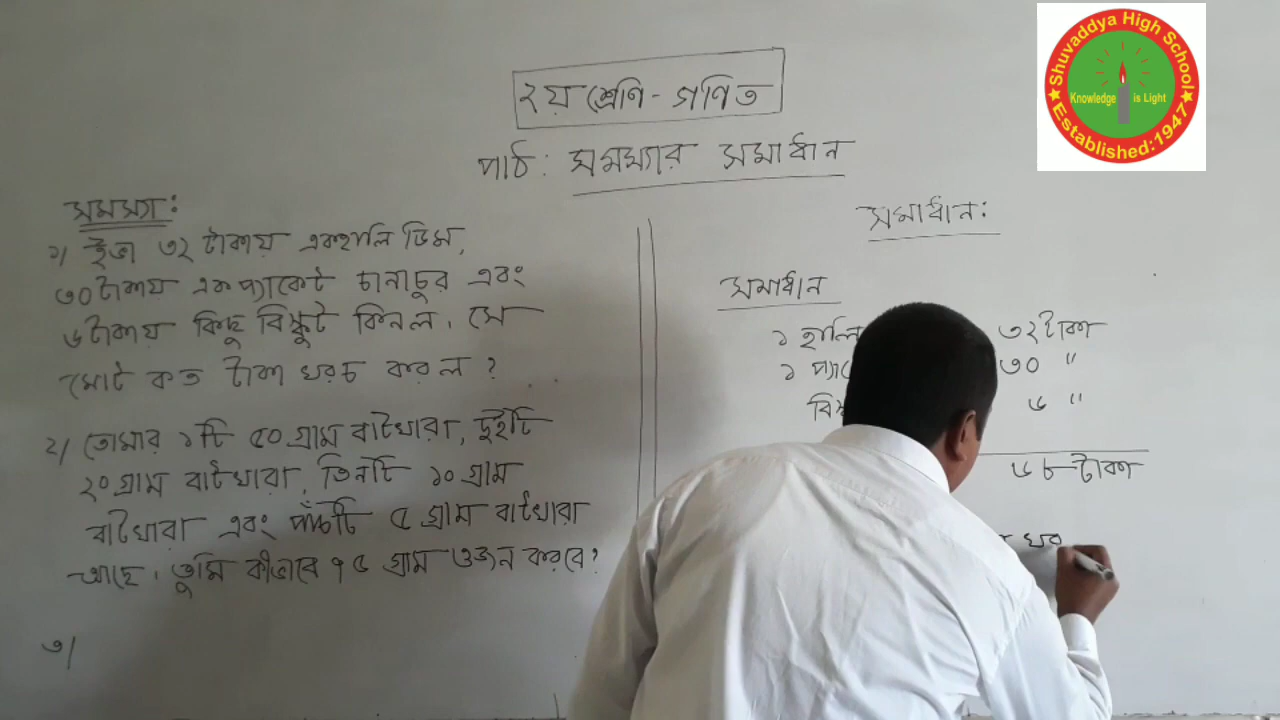 ২য় শ্রেণি - গণিত
পাঠ: সমস্যার সমাধান
সমস্যা:
১/ ইভা ৩২ টাকায় একহালি ডিম,
৩০ টাকায় এক প্যাকেট চানাচুর এবং
৬ টাকায় কিছু বিস্কুট কিনল। সে
মোট কত টাকা খরচ করল?
২/ তোমার ১টি ৫০ গ্রাম বাটখারা, দুইটি
২০ গ্রাম বাটখারা, তিনটি ১০ গ্রাম
বাটখারা এবং পাঁচটি ৫ গ্রাম বাটখারা
আছে। তুমি কীভাবে ৭৫ গ্রাম ওজন করবে?
৩/
সমাধান:
সমাধান
১ হালি ৩২ টাকা
১ প্যা ৩০ "
বিস্ ৬ "
৬৮ টাকা
খর
Shuvaddya High School
Knowledge is Light
Established:1947